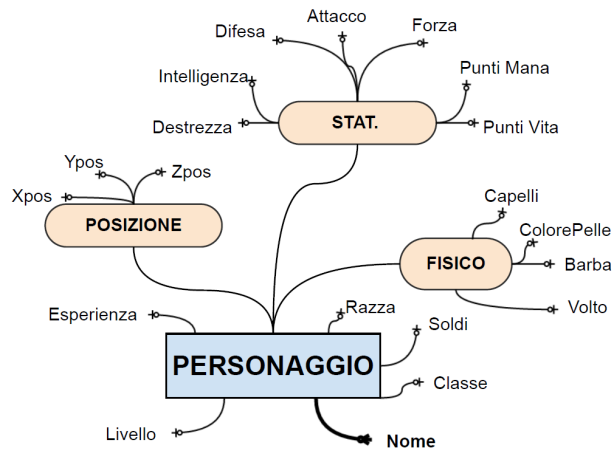 Attacco
Difesa
Forza
Intelligenza
Punti Mana
STAT.
Destrezza
Punti Vita
Ypos
Zpos
Xpos
POSIZIONE
Capelli
ColorePelle
FISICO
Barba
Volto
Esperienza
Razza
Soldi
PERSONAGGIO
Classe
Livello
Nome